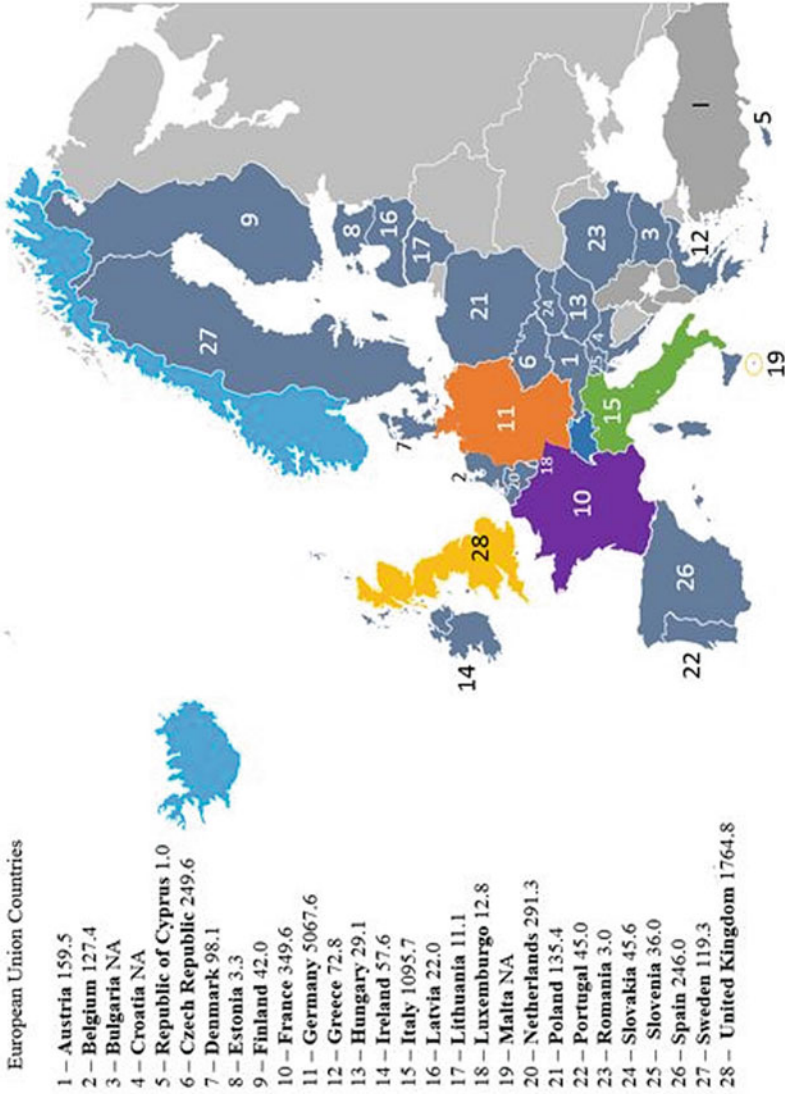 European Union Countries
1 – Austria 159.5
2 – Belgium 127.4
3 – Bulgaria NA
4 – Croatia NA
5 – Republic of Cyprus 1.0
6 – Czech Republic 249.6
7 – Denmark 98.1
8 – Estonia 3.3
9 – Finland 42.0
10 – France 349.6
11 – Germany 5067.6
12 – Greece 72.8
13 – Hungary 29.1
14 – Ireland 57.6
15 – Italy 1095.7
16 – Latvia 22.0
17 – Lithuania 11.1
18 – Luxemburgo 12.8
19 – Malta NA
20 – Netherlands 291.3
21 – Poland 135.4
22 – Portugal 45.0
23 – Romania 3.0
24 – Slovakia 45.6
25 – Slovenia 36.0
26 – Spain 246.0
27 – Sweden 119.3
28 – United Kingdom 1764.8
27
9
8
16
17
7
2
20
18
14
28
11
21
6
24
1
13
25
4
23
3
10
15
26
22
12
19
5
I